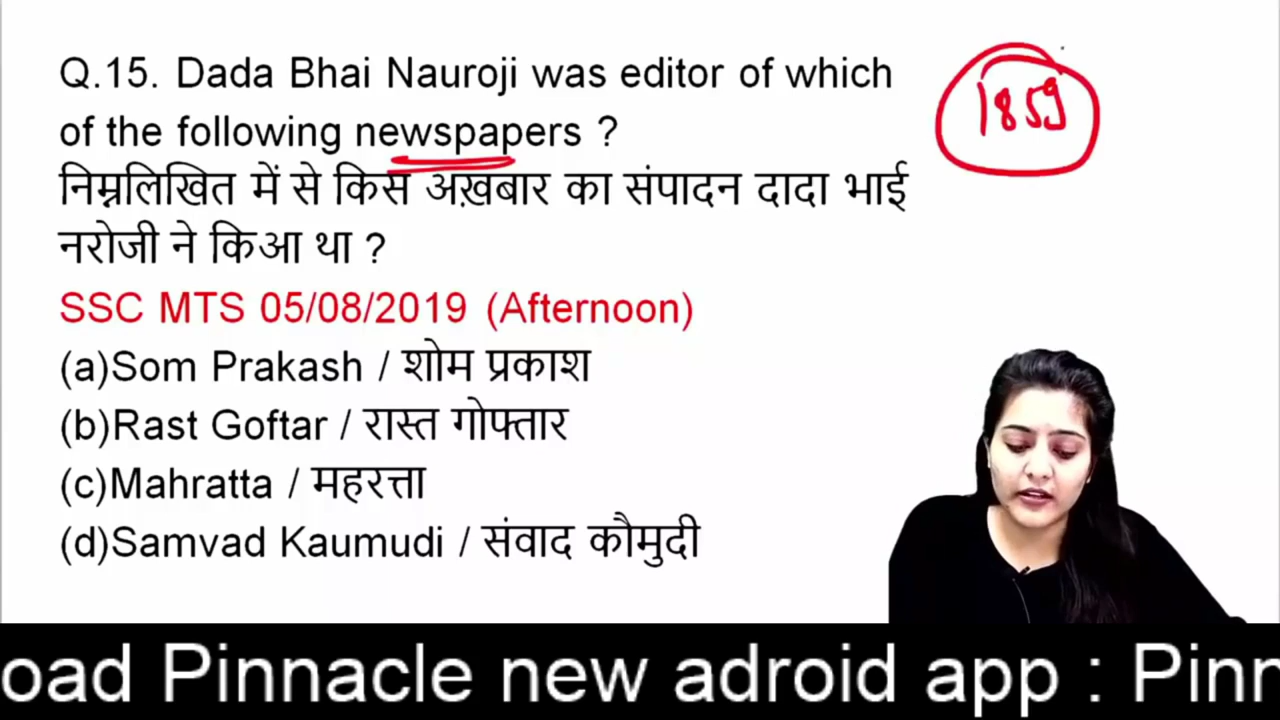 Q.15. Dada Bhai Nauroji was editor of which
of the following newspapers ?
निम्नलिखित में से किस अख़बार का संपादन दादा भाई
नरोजी ने किआ था ?
SSC MTS 05/08/2019 (Afternoon)
(a)Som Prakash / शोम प्रकाश
(b)Rast Goftar / रास्त गोफ्तार
(c)Mahratta / महरत्ता
(d)Samvad Kaumudi / संवाद कौमुदी
1859
oad Pinnacle new adroid app : Pinn